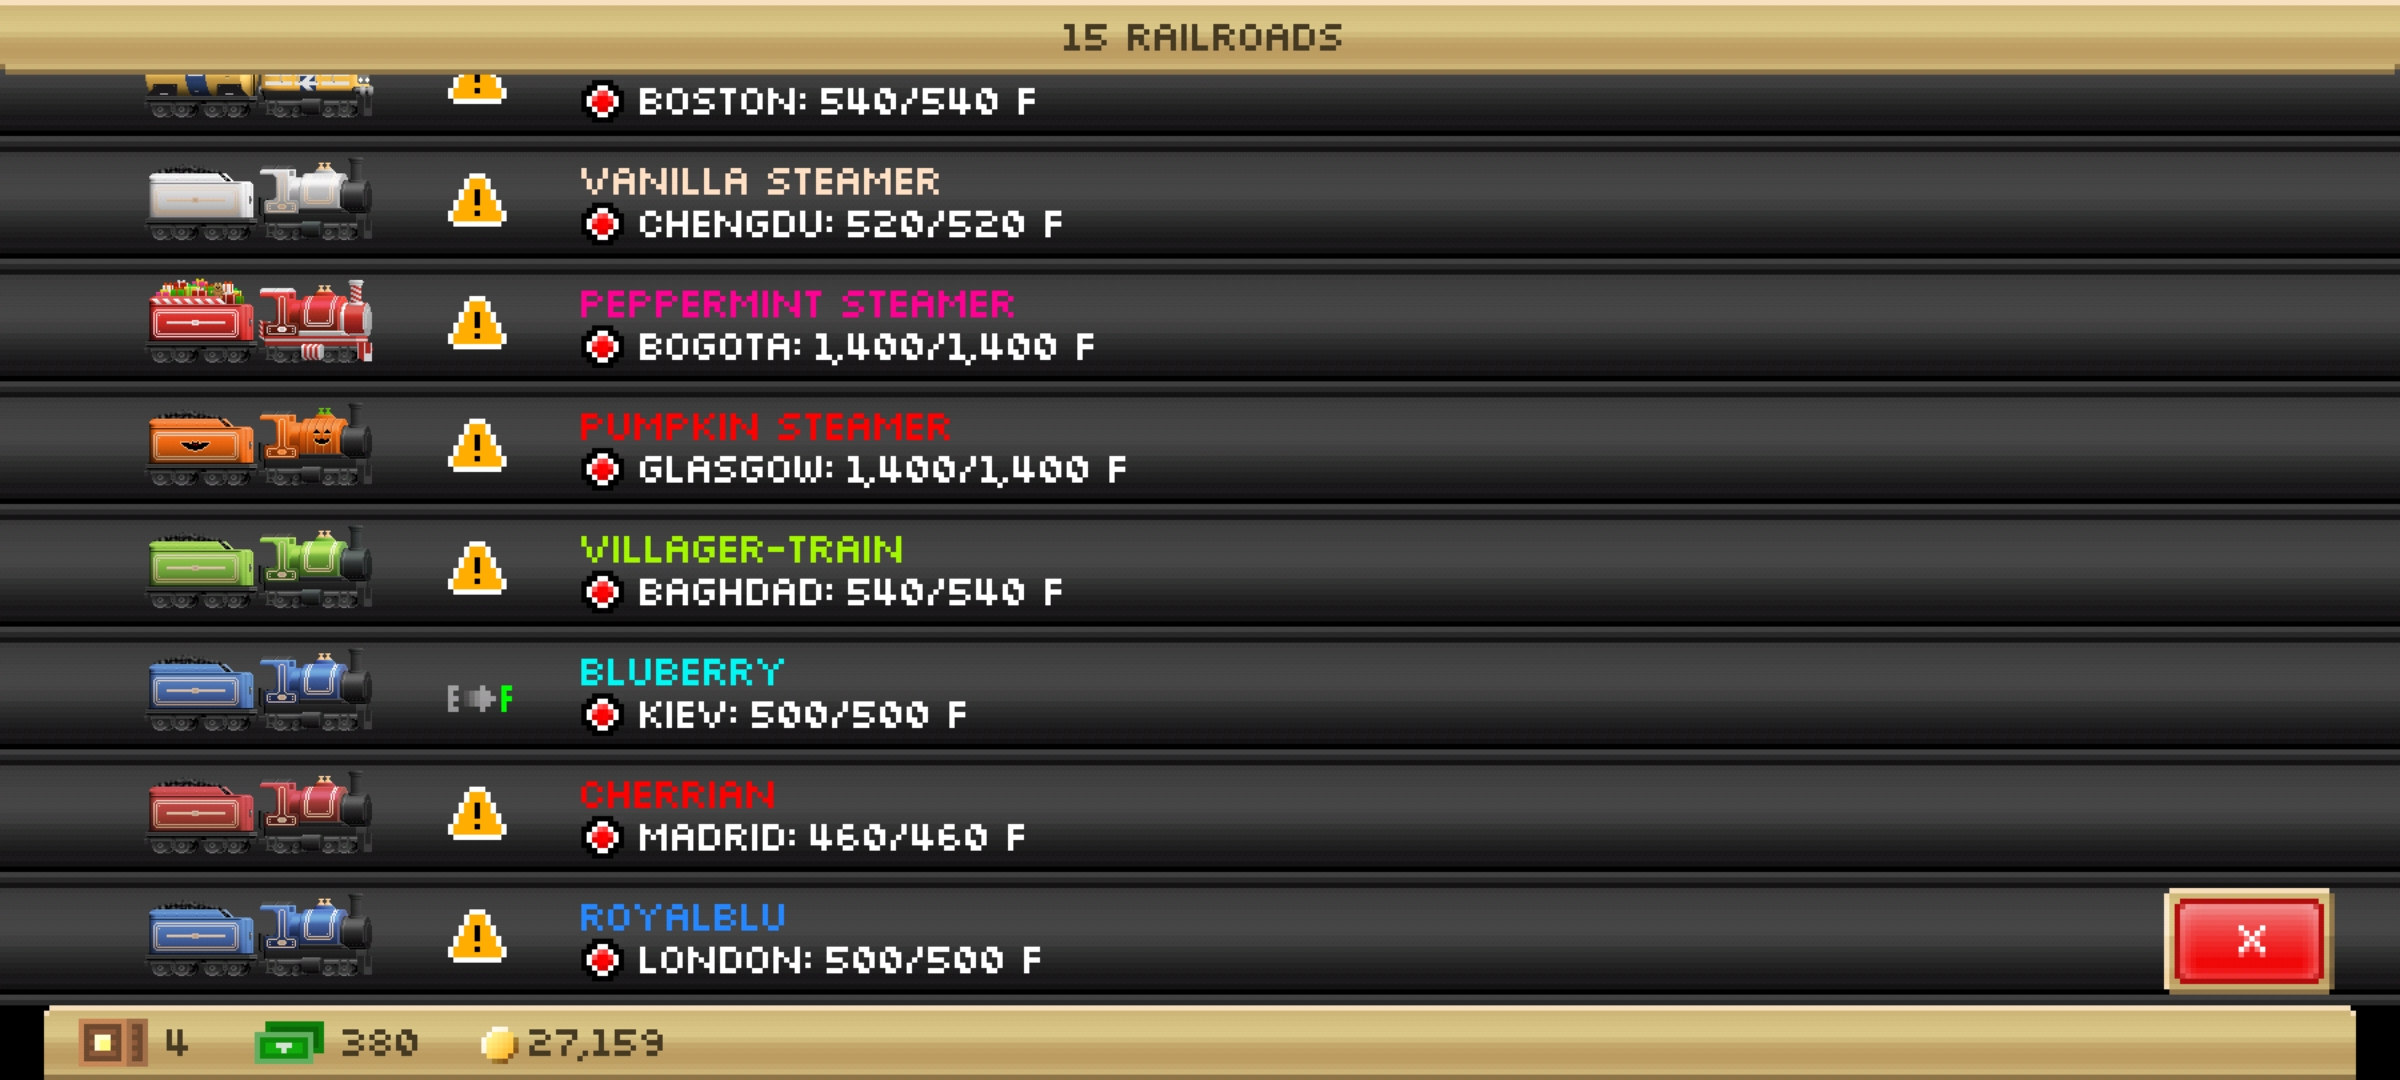 15 RAILROADS
BOSTON: 540/540 F
VANILLA STEAMER
CHENGDU: 520/520 F
PEPPERMINT STEAMER
BOGOTA: 1,400/1,400 F
PUMPKIN STEAMER
GLASGOW: 1,400/1,400 F
VILLAGER-TRAIN
BAGHDAD: 540/540 F
BLUBERRY
E F
KIEV: 500/500 F
CHERRIAN
MADRID: 460/460 F
ROYALBLU
LONDON: 500/500 F
X
4 380 27,159